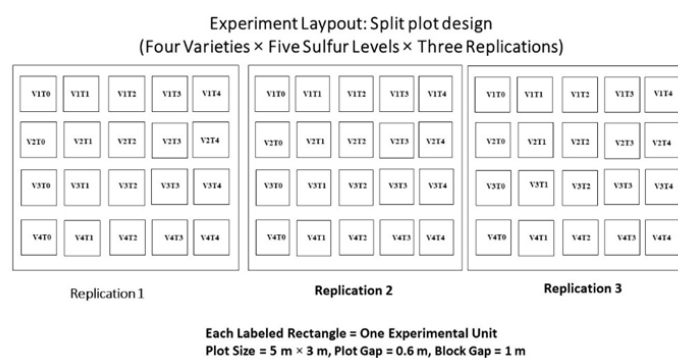 Experiment Laypout: Split plot design
(Four Varieties × Five Sulfur Levels × Three Replications)
V1T0 V1T1 V1T2 V1T3 V1T4 V1T0 V1T1 V1T2 V1T3 V1T4 V1T0 V1T1 V1T2 V1T3 V1T4
V2T0 V2T1 V2T2 V2T3 V2T4 V2T0 V2T1 V2T2 V2T3 V2T4 V2T0 V2T1 V2T2 V2T3 V2T4
V3T0 V3T1 V3T2 V3T3 V3T4 V3T0 V3T1 V3T2 V3T3 V3T4 V3T0 V3T1 V3T2 V3T3 V3T4
V4T0 V4T1 V4T2 V4T3 V4T4 V4T0 V4T1 V4T2 V4T3 V4T4 V4T0 V4T1 V4T2 V4T3 V4T4
Replication 1 Replication 2 Replication 3
Each Labeled Rectangle = One Experimental Unit
Plot Size = 5 m × 3 m, Plot Gap = 0.6 m, Block Gap = 1 m